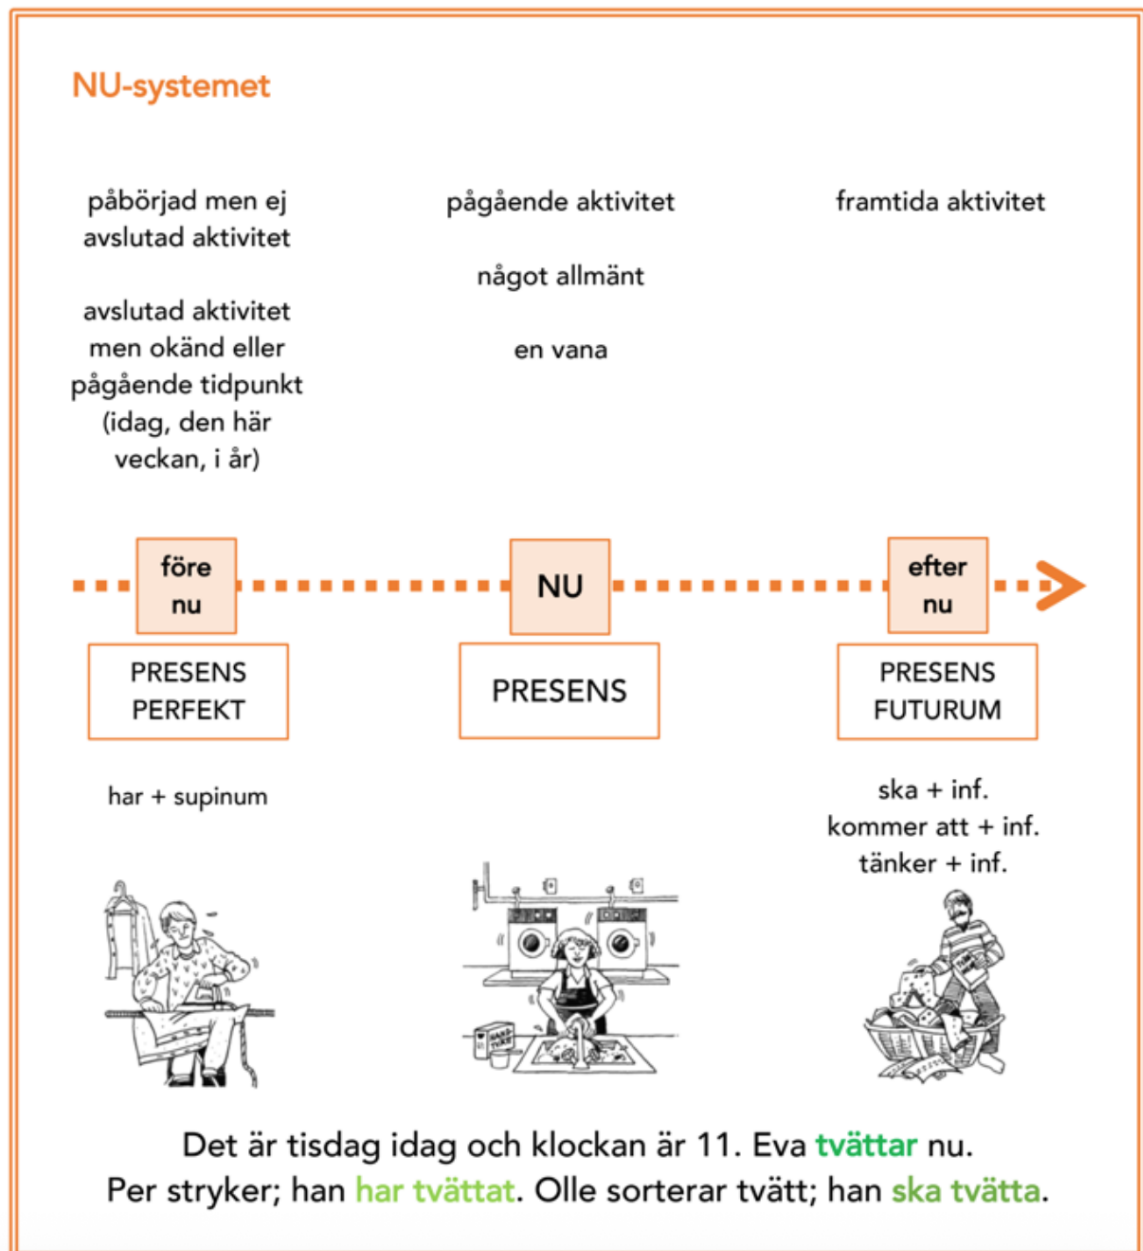 NU-systemet
påbörjad men ej
avslutad aktivitet
avslutad aktivitet
men okänd eller
pågående tidpunkt
(idag, den här
veckan, i år)
pågående aktivitet
något allmänt
en vana
framtida aktivitet
före
nu
NU
efter
nu
PRESENS
PERFEKT
PRESENS
PRESENS
FUTURUM
har + supinum
ska + inf.
kommer att + inf.
tänker + inf.
Det är tisdag idag och klockan är 11. Eva tvättar nu.
Per stryker; han har tvättat. Olle sorterar tvätt; han ska tvätta.